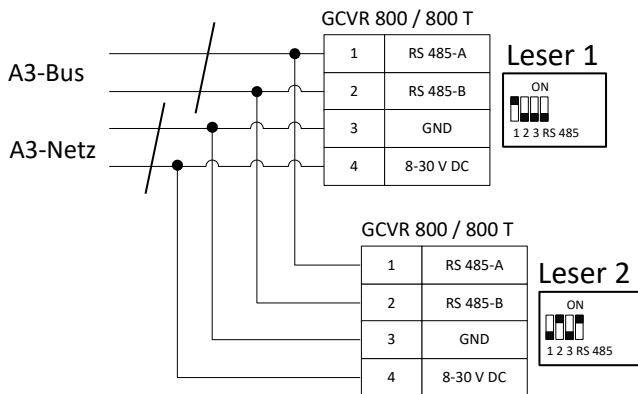 GCVR 800 / 800 T
A3-Bus
A3-Netz
1 RS 485-A
2 RS 485-B
3 GND
4 8-30 V DC
Leser 1
ON
1 2 3 RS 485
GCVR 800 / 800 T
1 RS 485-A
2 RS 485-B
3 GND
4 8-30 V DC
Leser 2
ON
1 2 3 RS 485